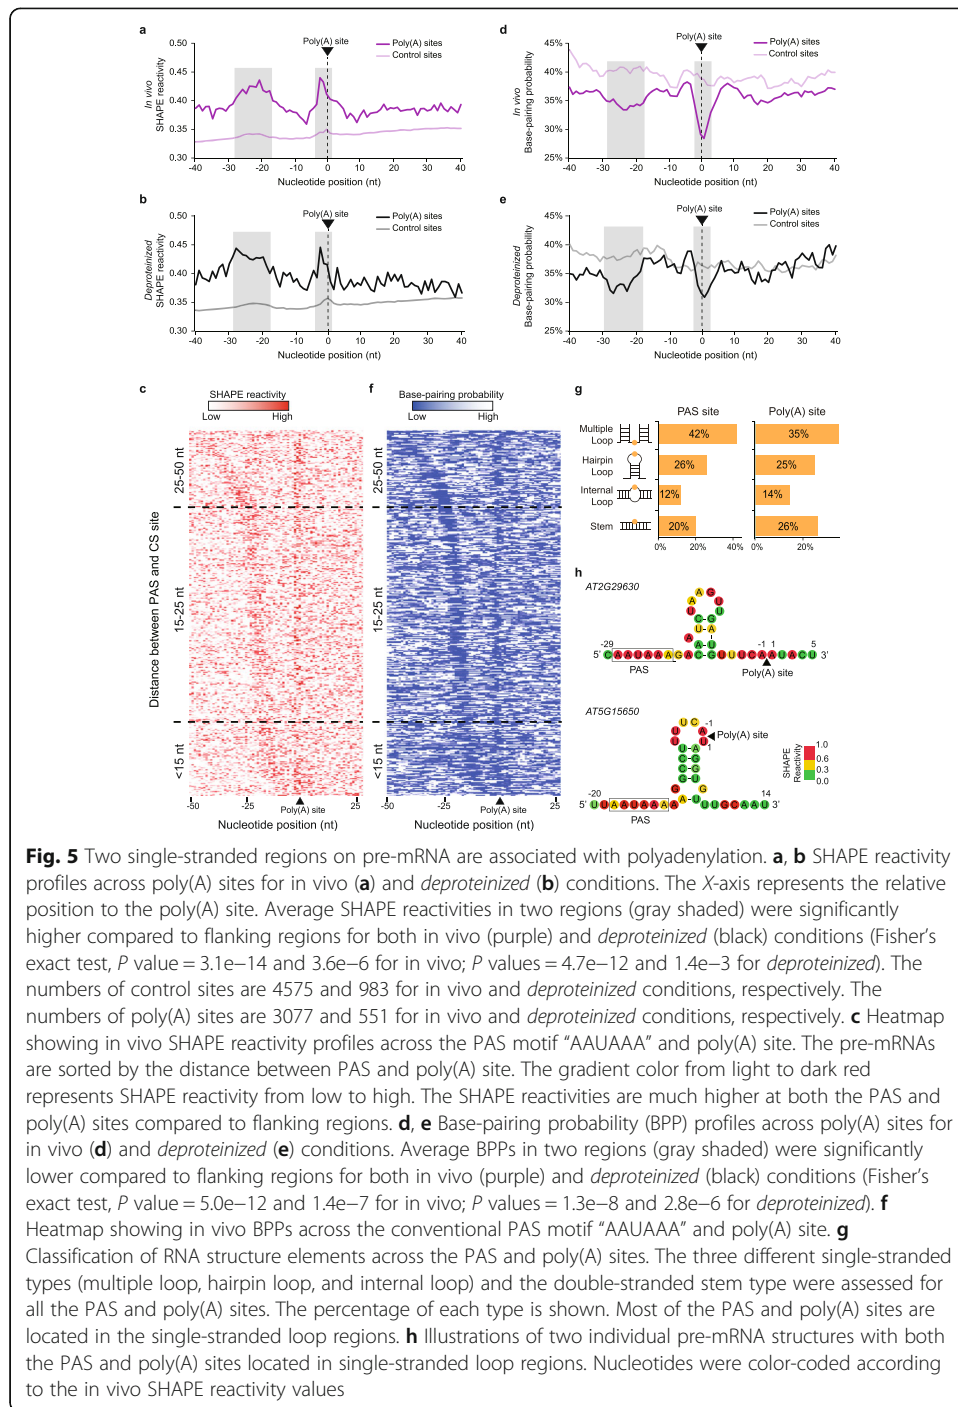 a
Poly(A) site
Poly(A) sites
Control sites
0.50
0.45
0.40
0.35
0.30
In vivo
SHAPE reactivity
-40 -30 -20 -10 0 10 20 30 40
Nucleotide position (nt)
d
Poly(A) site
Poly(A) sites
Control sites
45%
40%
35%
30%
25%
In vivo
Base-pairing probability
-40 -30 -20 -10 0 10 20 30 40
Nucleotide position (nt)
b
Poly(A) site
Poly(A) sites
Control sites
0.50
0.45
0.40
0.35
0.30
Deproteinized
SHAPE reactivity
-40 -30 -20 -10 0 10 20 30 40
Nucleotide position (nt)
e
Poly(A) site
Poly(A) sites
Control sites
45%
40%
35%
30%
25%
Deproteinized
Base-pairing probability
-40 -30 -20 -10 0 10 20 30 40
Nucleotide position (nt)
c
SHAPE reactivity
Low High
Distance between PAS and CS site
25-50 nt
15-25 nt
<15 nt
-50 -25 Poly(A) site 25
Nucleotide position (nt)
f
Base-pairing probability
Low High
25-50 nt
15-25 nt
<15 nt
-50 -25 Poly(A) site 25
Nucleotide position (nt)
g
PAS site Poly(A) site
Multiple
Loop
42% 35%
Hairpin
Loop
26% 25%
Internal
Loop
12% 14%
Stem
20% 26%
0% 20% 40% 0% 20%
h
AT2G29630
-29 -1 1 5
5' CAAUAAAGAC GUUUCAAUACU 3'
PAS
Poly(A) site
AT5G15650
-1
Poly(A) site
1
-20 14
5' UUAAUAAAA UUGCAAU 3'
PAS
SHAPE
Reactivity
1.0
0.6
0.3
0.0
Fig. 5 Two single-stranded regions on pre-mRNA are associated with polyadenylation. a, b SHAPE reactivity
profiles across poly(A) sites for in vivo (a) and deproteinized (b) conditions. The X-axis represents the relative
position to the poly(A) site. Average SHAPE reactivities in two regions (gray shaded) were significantly
higher compared to flanking regions for both in vivo (purple) and deproteinized (black) conditions (Fisher's
exact test, P value = 3.1e−14 and 3.6e−6 for in vivo; P values = 4.7e−12 and 1.4e−3 for deproteinized). The
numbers of control sites are 4575 and 983 for in vivo and deproteinized conditions, respectively. The
numbers of poly(A) sites are 3077 and 551 for in vivo and deproteinized conditions, respectively. c Heatmap
showing in vivo SHAPE reactivity profiles across the PAS motif "AAUAAA" and poly(A) site. The pre-mRNAs
are sorted by the distance between PAS and poly(A) site. The gradient color from light to dark red
represents SHAPE reactivity from low to high. The SHAPE reactivities are much higher at both the PAS and
poly(A) sites compared to flanking regions. d, e Base-pairing probability (BPP) profiles across poly(A) sites for
in vivo (d) and deproteinized (e) conditions. Average BPPs in two regions (gray shaded) were significantly
lower compared to flanking regions for both in vivo (purple) and deproteinized (black) conditions (Fisher's
exact test, P value = 5.0e−12 and 1.4e−7 for in vivo; P values = 1.3e−8 and 2.8e−6 for deproteinized). f
Heatmap showing in vivo BPPs across the conventional PAS motif "AAUAAA" and poly(A) site. g
Classification of RNA structure elements across the PAS and poly(A) sites. The three different single-stranded
types (multiple loop, hairpin loop, and internal loop) and the double-stranded stem type were assessed for
all the PAS and poly(A) sites. The percentage of each type is shown. Most of the PAS and poly(A) sites are
located in the single-stranded loop regions. h Illustrations of two individual pre-mRNA structures with both
the PAS and poly(A) sites located in single-stranded loop regions. Nucleotides were color-coded according
to the in vivo SHAPE reactivity values